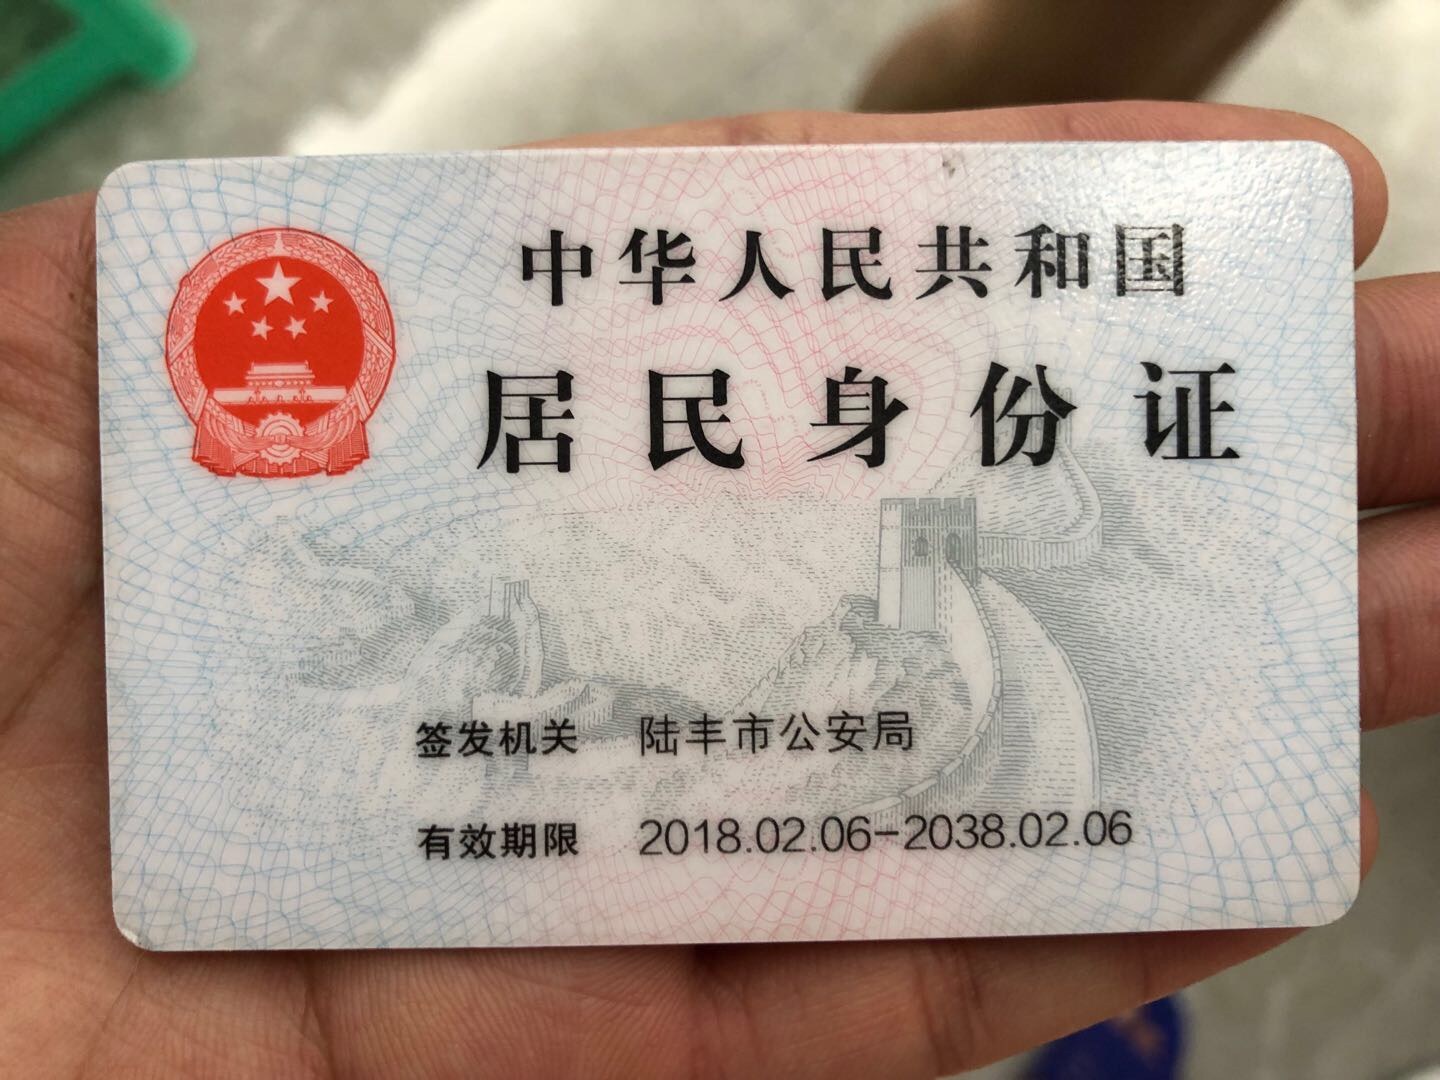 中华人民共和国
居民身份证
签发机关 陆丰市公安局
有效期限 2018.02.06-2038.02.06